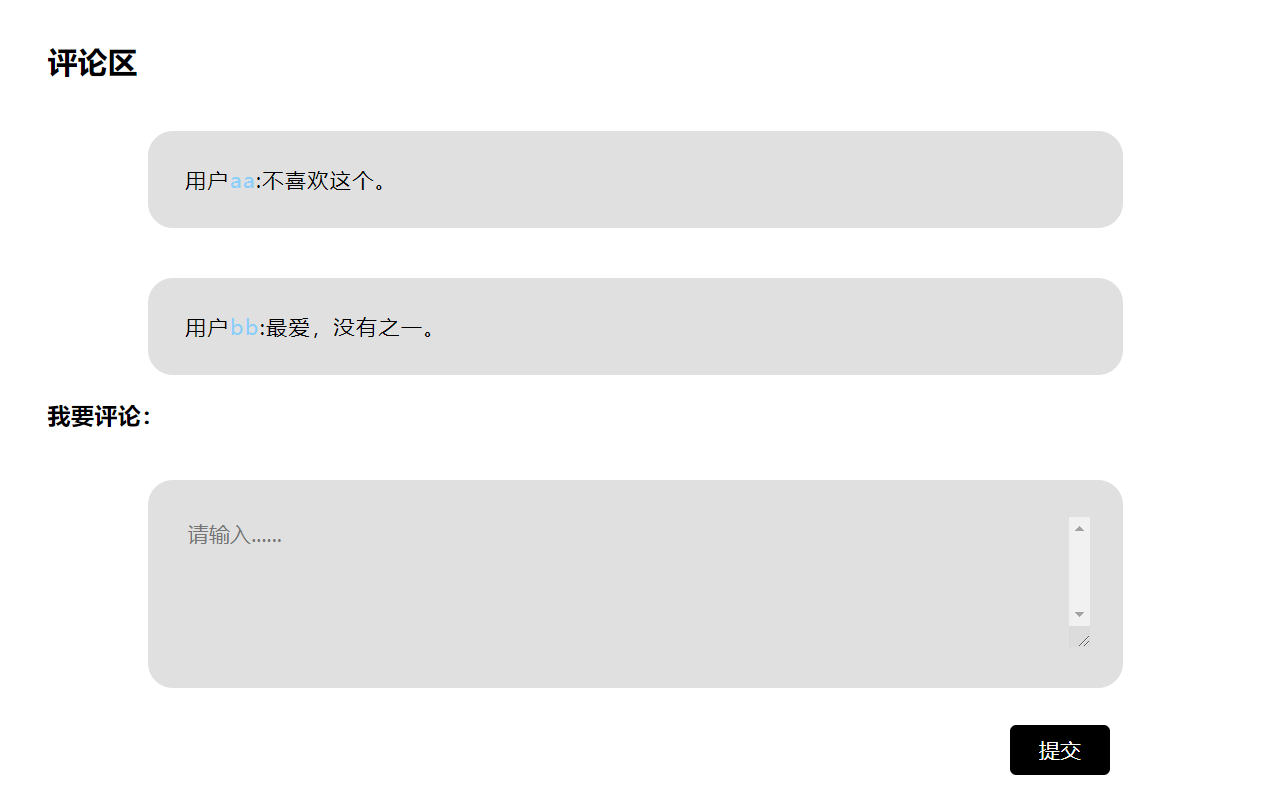 评论区
用户aa:不喜欢这个。
用户bb:最爱，没有之一。
我要评论：
请输入......
提交